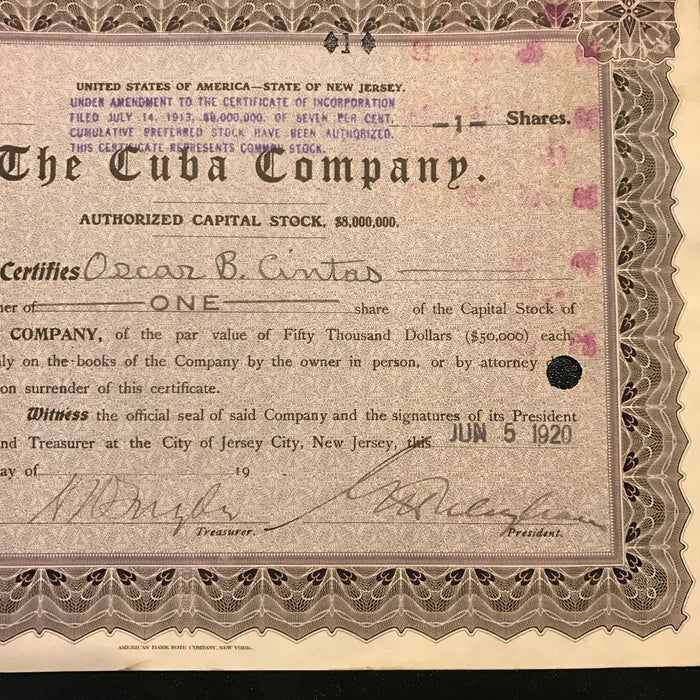 1
UNITED STATES OF AMERICA—STATE OF NEW JERSEY.
UNDER AMENDMENT TO THE CERTIFICATE OF INCORPORATION
FILED JULY 14, 1913, $8,000,000. OF SEVEN PER CENT.
CUMULATIVE PREFERRED STOCK HAVE BEEN AUTHORIZED.
THIS CERTIFICATE REPRESENTS COMMON STOCK.
—1— Shares.
The Cuba Company.
AUTHORIZED CAPITAL STOCK, $8,000,000.
Certifies Oscar B. Cintas
ner of ONE share of the Capital Stock of
COMPANY, of the par value of Fifty Thousand Dollars ($50,000) each,
ly on the books of the Company by the owner in person, or by attorney
on surrender of this certificate.
Witness the official seal of said Company and the signatures of its President
nd Treasurer at the City of Jersey City, New Jersey, this JUN 5 1920
ay of 19
Treasurer. President.
AMERICAN BANK NOTE COMPANY, NEW YORK.